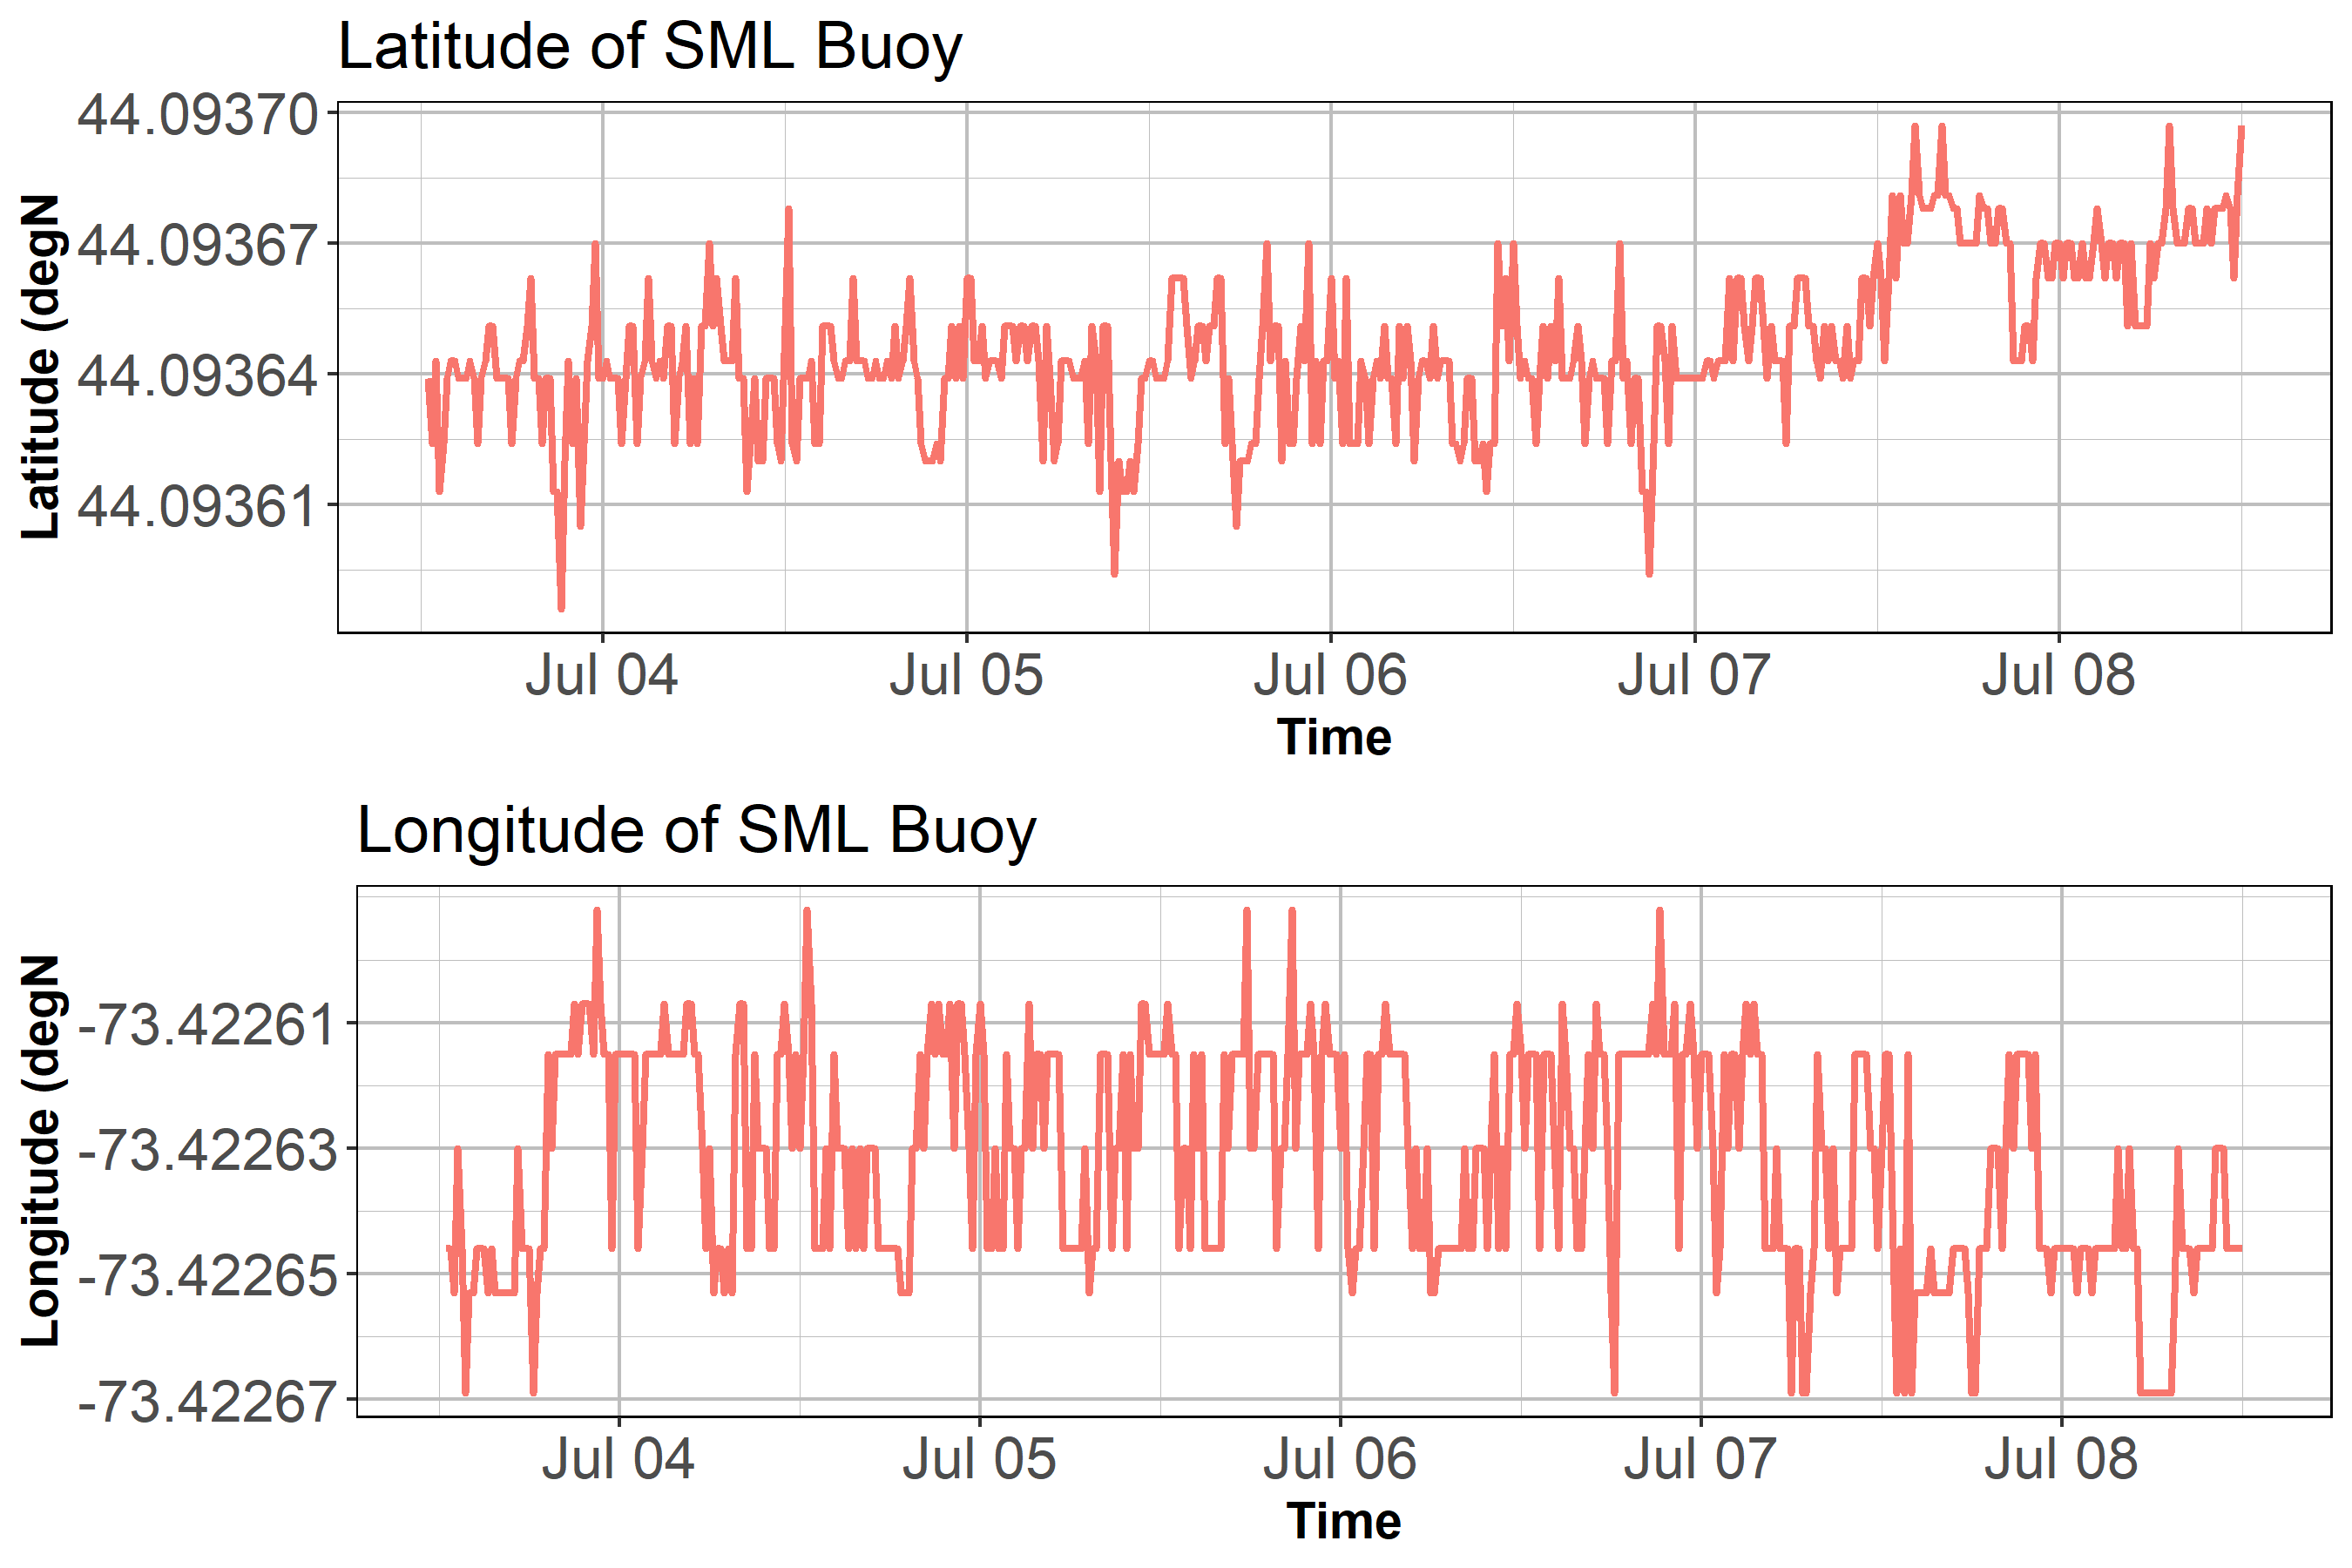 Latitude of SML Buoy
44.09370
44.09367
44.09364
44.09361
Latitude (degN
Jul 04 Jul 05 Jul 06 Jul 07 Jul 08
Time
Longitude of SML Buoy
-73.42261
-73.42263
-73.42265
-73.42267
Longitude (degN
Jul 04 Jul 05 Jul 06 Jul 07 Jul 08
Time